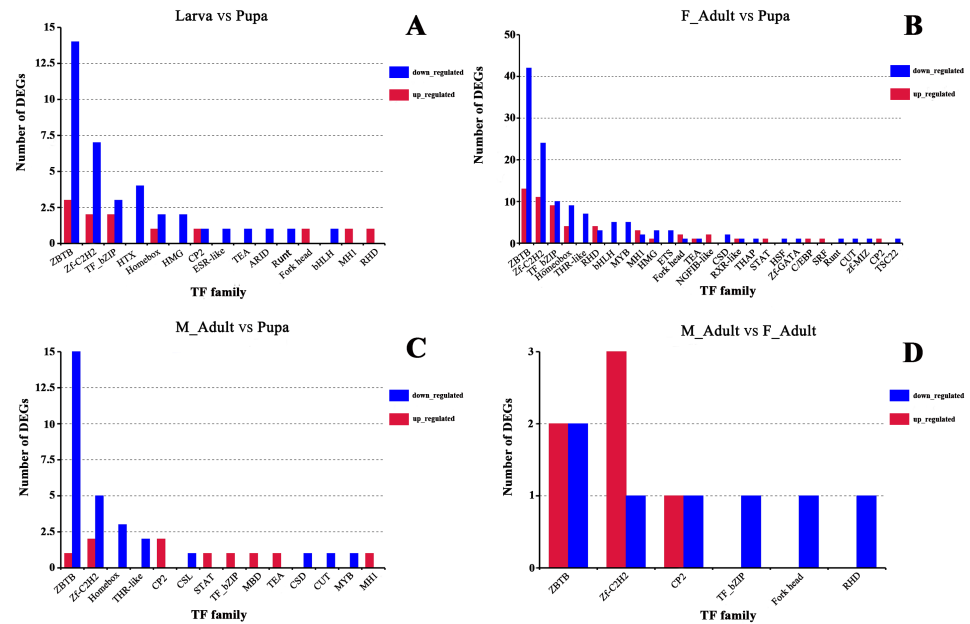 Larva vs Pupa
A
Number of DEGs
15
12.5
10
7.5
5
2.5
0
down_regulated
up_regulated
ZBTB
Zf-C2H2
TF_bZIP
HTX
Homebox
HMG
CP2
ESR-like
TEA
ARID
Runt
Fork head
bHLH
MH1
RHD
TF family
F_Adult vs Pupa
B
Number of DEGs
50
40
30
20
10
0
down_regulated
up_regulated
ZBTB
Zf-C2H2
TF_bZIP
Homeobox
THR-like
RHD
bHLH
MYB
MH1
HMG
ETS
Fork head
TEA
NGFIB-like
CSD
RXR-like
THAP
STAT
HSF
Zf-GATA
C/EBP
SRF
Runt
CUT
zf-MIZ
CP2
TSC22
TF family
M_Adult vs Pupa
C
Number of DEGs
15
12.5
10
7.5
5
2.5
0
down_regulated
up_regulated
ZBTB
Zf-C2H2
Homebox
THR-like
CP2
CSL
STAT
TF_bZIP
MBD
TEA
CSD
CUT
MYB
MH1
TF family
M_Adult vs F_Adult
D
Number of DEGs
3
2
1
0
down_regulated
up_regulated
ZBTB
Zf-C2H2
CP2
TF_bZIP
Fork head
RHD
TF family